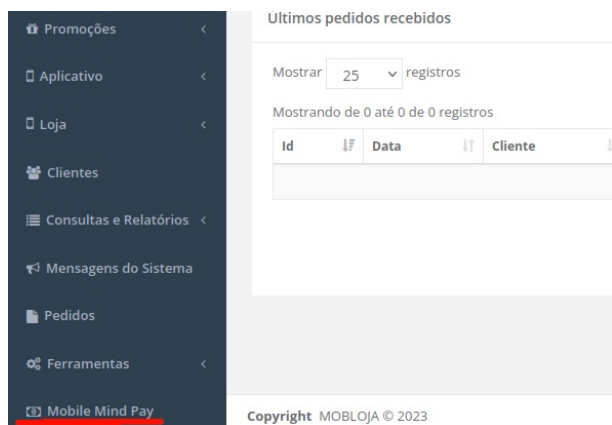 Promoções
Aplicativo
Loja
Clientes
Consultas e Relatórios
Mensagens do Sistema
Pedidos
Ferramentas
Mobile Mind Pay
Últimos pedidos recebidos
Mostrar 25 registros
Mostrando de 0 até 0 de 0 registros
Id Data Cliente
Copyright MOBLOJA © 2023